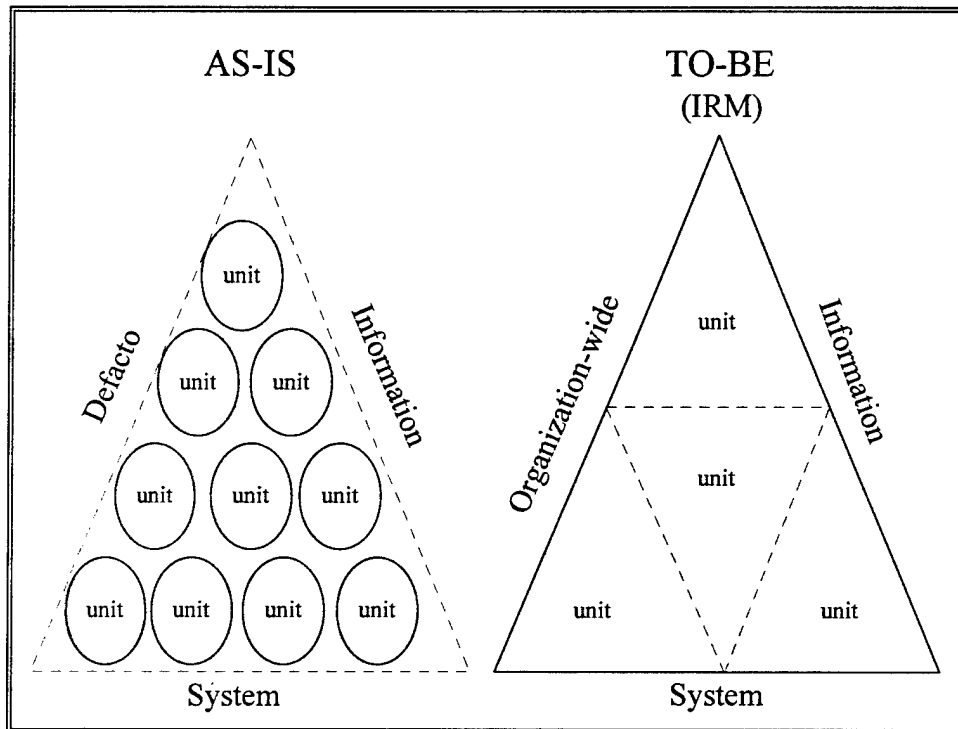 AS-IS
Defacto
Information
unit
unit unit
unit unit unit
unit unit unit unit
System
TO-BE
(IRM)
Organization-wide
Information
unit
unit
unit unit
System